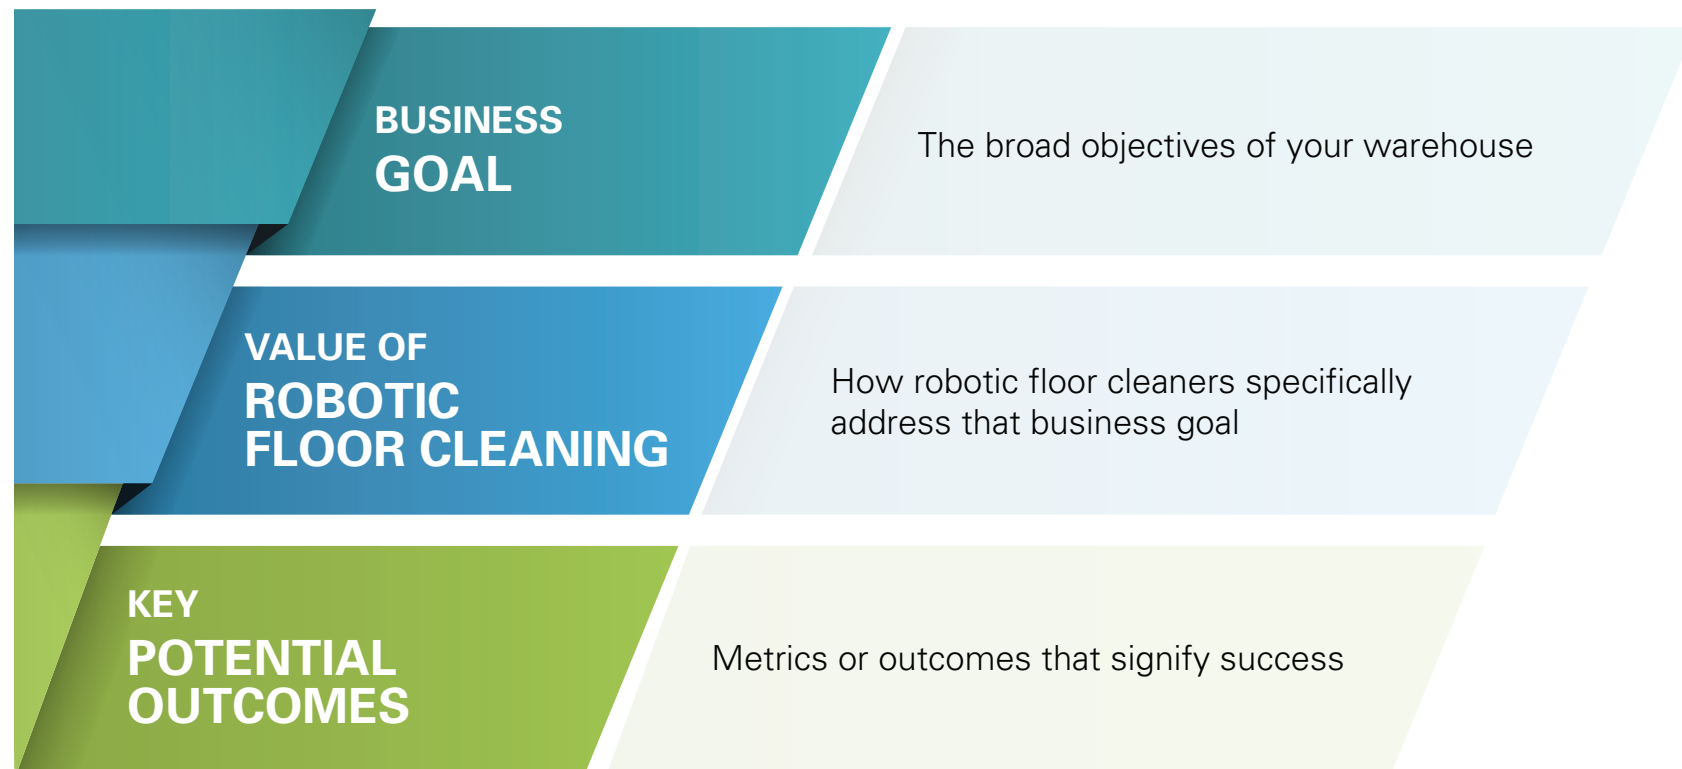 BUSINESS
GOAL
The broad objectives of your warehouse
VALUE OF
ROBOTIC
FLOOR CLEANING
How robotic floor cleaners specifically
address that business goal
KEY
POTENTIAL
OUTCOMES
Metrics or outcomes that signify success